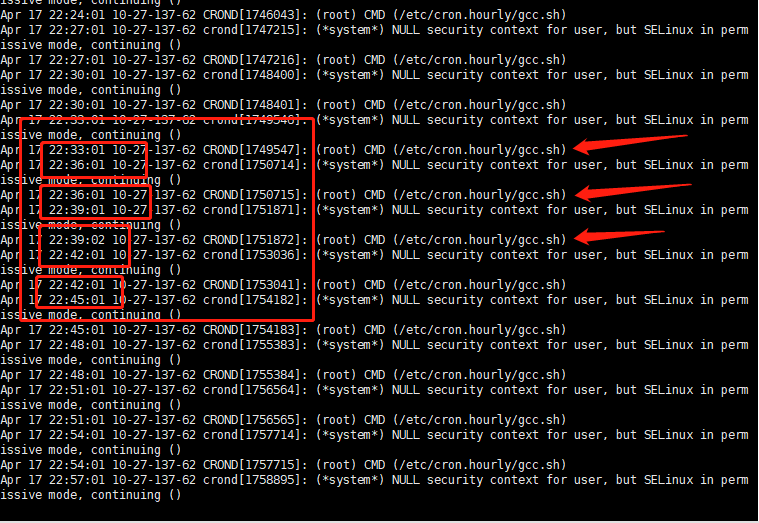 issive mode, continuing ()
Apr 17 22:24:01 10-27-137-62 CROND[1746043]: (root) CMD (/etc/cron.hourly/gcc.sh)
Apr 17 22:27:01 10-27-137-62 crond[1747215]: (*system*) NULL security context for user, but SELinux in perm
issive mode, continuing ()
Apr 17 22:27:01 10-27-137-62 CROND[1747216]: (root) CMD (/etc/cron.hourly/gcc.sh)
Apr 17 22:30:01 10-27-137-62 crond[1748400]: (*system*) NULL security context for user, but SELinux in perm
issive mode, continuing ()
Apr 17 22:30:01 10-27-137-62 CROND[1748401]: (root) CMD (/etc/cron.hourly/gcc.sh)
Apr 17 22:33:01 10-27-137-62 crond[1749546]: (*system*) NULL security context for user, but SELinux in perm
issive mode, continuing ()
Apr 17 22:33:01 10-27-137-62 CROND[1749547]: (root) CMD (/etc/cron.hourly/gcc.sh)
Apr 17 22:36:01 10-27-137-62 crond[1750714]: (*system*) NULL security context for user, but SELinux in perm
issive mode, continuing ()
Apr 17 22:36:01 10-27-137-62 CROND[1750715]: (root) CMD (/etc/cron.hourly/gcc.sh)
Apr 17 22:39:01 10-27-137-62 crond[1751871]: (*system*) NULL security context for user, but SELinux in perm
issive mode, continuing ()
Apr 17 22:39:02 10-27-137-62 CROND[1751872]: (root) CMD (/etc/cron.hourly/gcc.sh)
Apr 17 22:42:01 10-27-137-62 crond[1753036]: (*system*) NULL security context for user, but SELinux in perm
issive mode, continuing ()
Apr 17 22:42:01 10-27-137-62 CROND[1753041]: (root) CMD (/etc/cron.hourly/gcc.sh)
Apr 17 22:45:01 10-27-137-62 crond[1754182]: (*system*) NULL security context for user, but SELinux in perm
issive mode, continuing ()
Apr 17 22:45:01 10-27-137-62 CROND[1754183]: (root) CMD (/etc/cron.hourly/gcc.sh)
Apr 17 22:48:01 10-27-137-62 crond[1755383]: (*system*) NULL security context for user, but SELinux in perm
issive mode, continuing ()
Apr 17 22:48:01 10-27-137-62 CROND[1755384]: (root) CMD (/etc/cron.hourly/gcc.sh)
Apr 17 22:51:01 10-27-137-62 crond[1756564]: (*system*) NULL security context for user, but SELinux in perm
issive mode, continuing ()
Apr 17 22:51:01 10-27-137-62 CROND[1756565]: (root) CMD (/etc/cron.hourly/gcc.sh)
Apr 17 22:54:01 10-27-137-62 crond[1757714]: (*system*) NULL security context for user, but SELinux in perm
issive mode, continuing ()
Apr 17 22:54:01 10-27-137-62 CROND[1757715]: (root) CMD (/etc/cron.hourly/gcc.sh)
Apr 17 22:57:01 10-27-137-62 crond[1758895]: (*system*) NULL security context for user, but SELinux in perm
issive mode, continuing ()